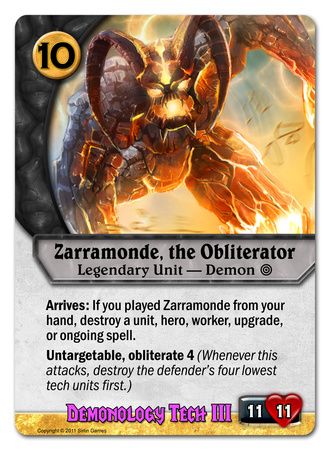 10
Zarramonde, the Obliterator
Legendary Unit — Demon
Arrives: If you played Zarramonde from your
hand, destroy a unit, hero, worker, upgrade,
or ongoing spell.
Untargetable, obliterate 4 (Whenever this
attacks, destroy the defender's four lowest
tech units first.)
Demonology Tech III
11 11
Copyright © 2011 Sirlin Games